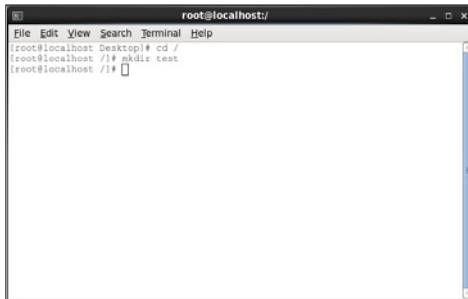 root@localhost:/
File Edit View Search Terminal Help
[root@localhost Desktop]# cd /
[root@localhost /]# mkdir test
[root@localhost /]#